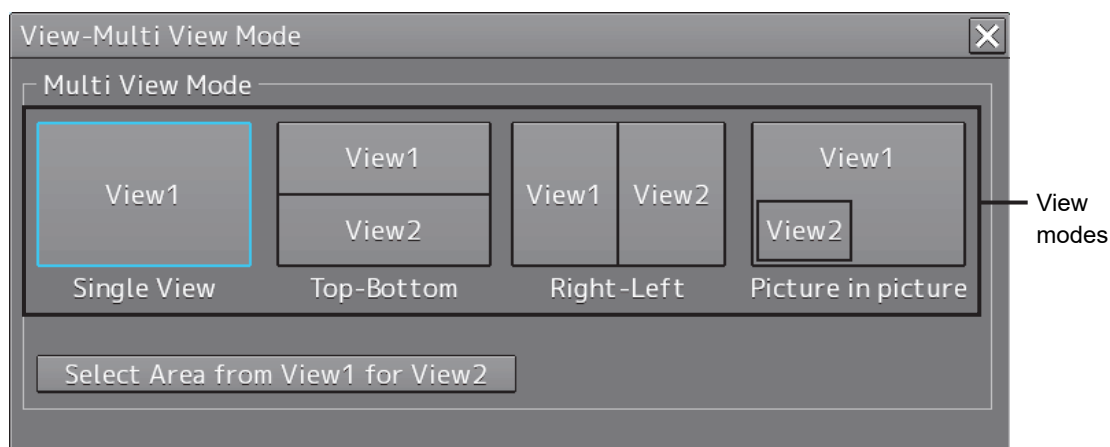 View-Multi View Mode
Multi View Mode
View1
View1
View2
View1 View2
View1
View2
Single View Top-Bottom Right-Left Picture in picture
View
modes
Select Area from View1 for View2